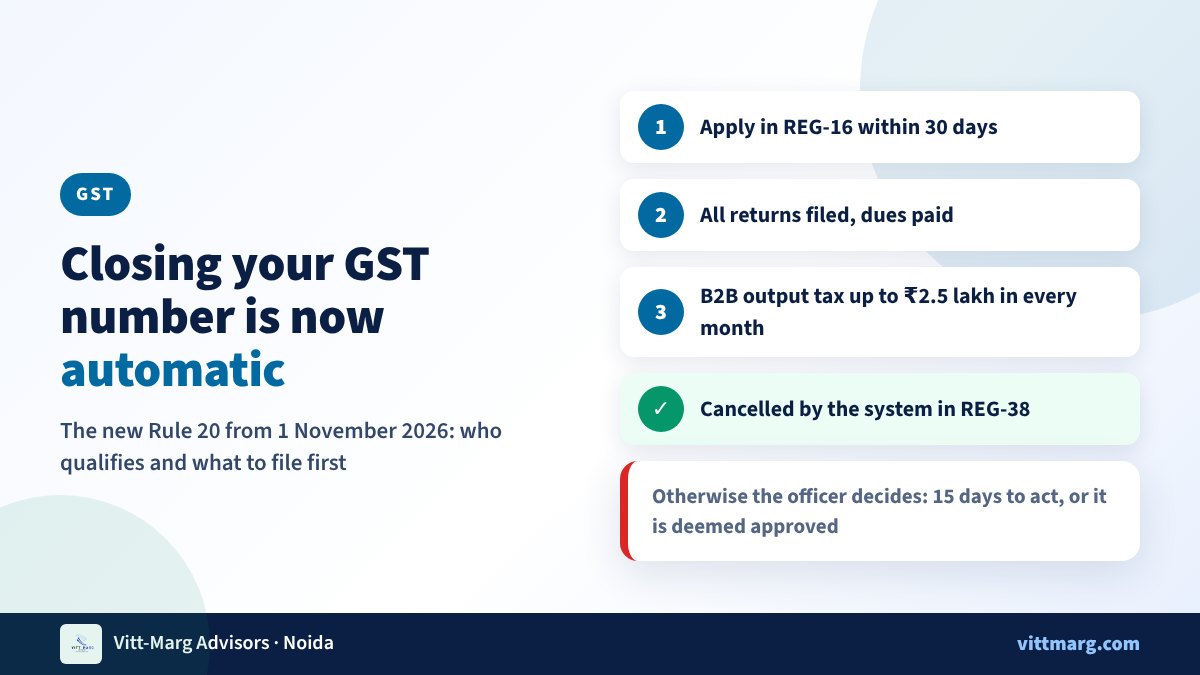 GST
Closing your GST
number is now
automatic
The new Rule 20 from 1 November 2026: who
qualifies and what to file first
1 Apply in REG-16 within 30 days
2 All returns filed, dues paid
3 B2B output tax up to ₹2.5 lakh in every
month
✓ Cancelled by the system in REG-38
Otherwise the officer decides: 15 days to act, or it
is deemed approved
VITT MARG
Vitt-Marg Advisors · Noida
vittmarg.com